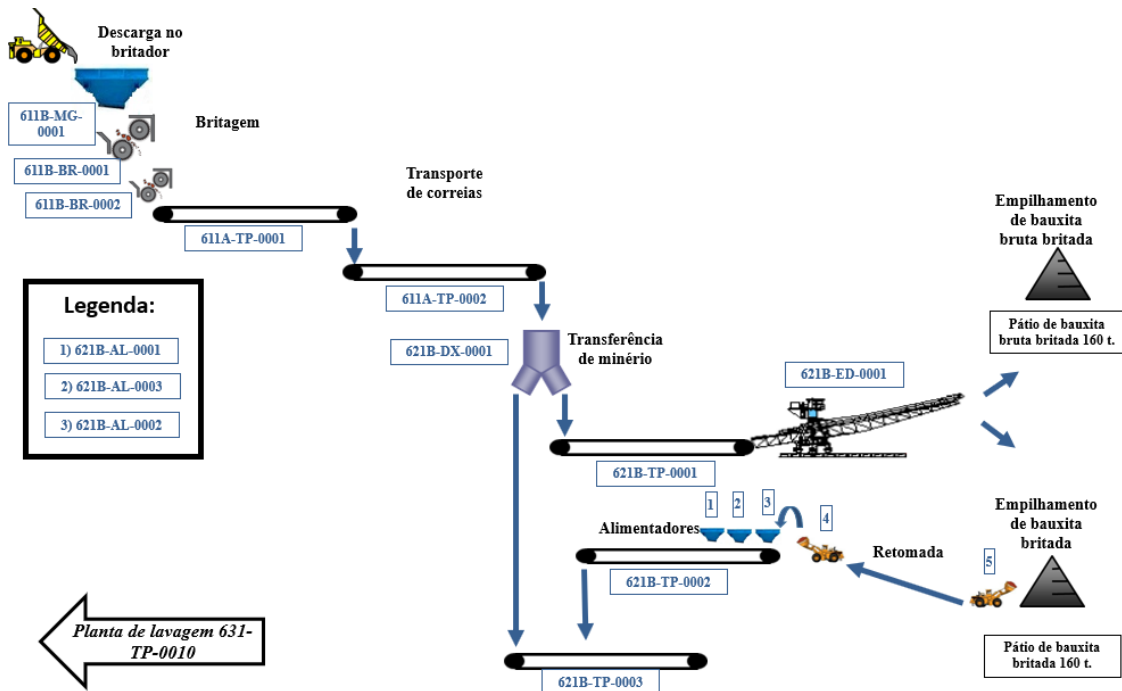 Descarga no
britador
611B-MG-
0001
Britagem
611B-BR-0001
611B-BR-0002
Transporte
de correias
611A-TP-0001
611A-TP-0002
Empilhamento
de bauxita
bruta britada
Pátio de bauxita
bruta britada 160 t.
Legenda:
1) 621B-AL-0001
2) 621B-AL-0003
3) 621B-AL-0002
621B-DX-0001
Transferência
de minério
621B-ED-0001
621B-TP-0001
1
2
3
4
Alimentadores
Retomada
5
621B-TP-0002
Empilhamento
de bauxita
britada
Pátio de bauxita
britada 160 t.
Planta de lavagem 631-
TP-0010
621B-TP-0003